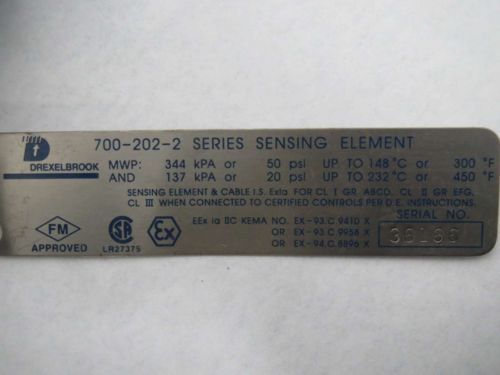 700-202-2 SERIES SENSING ELEMENT
DREXELBROOK
MWP: 344 kPA or 50 psi UP TO 148°C or 300°F
AND 137 kPA or 20 psi UP TO 232°C or 450°F
SENSING ELEMENT & CABLE I.S. Exia FOR CL I GR. ABCD, CL II GR EFG,
CL III WHEN CONNECTED TO CERTIFIED CONTROLS PER D.E. INSTRUCTIONS.
FM
APPROVED
SA
LR27375
Ex
EEx ia IIC KEMA NO. EX-93.C.9410 X
OR EX-93.C.9958 X
OR EX-94.C.8896 X
SERIAL NO.
36166